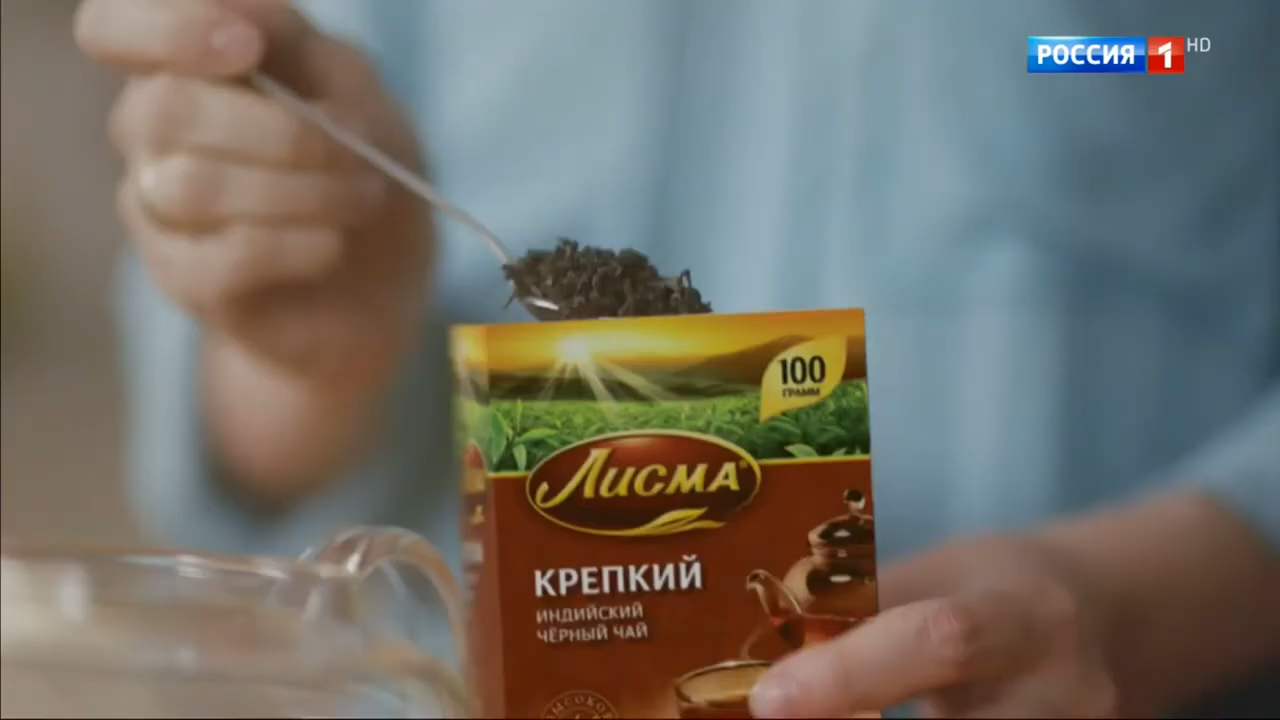 РОССИЯ 1 HD
100
ГРАММ
Лисма
КРЕПКИЙ
ИНДИЙСКИЙ
ЧЁРНЫЙ ЧАЙ